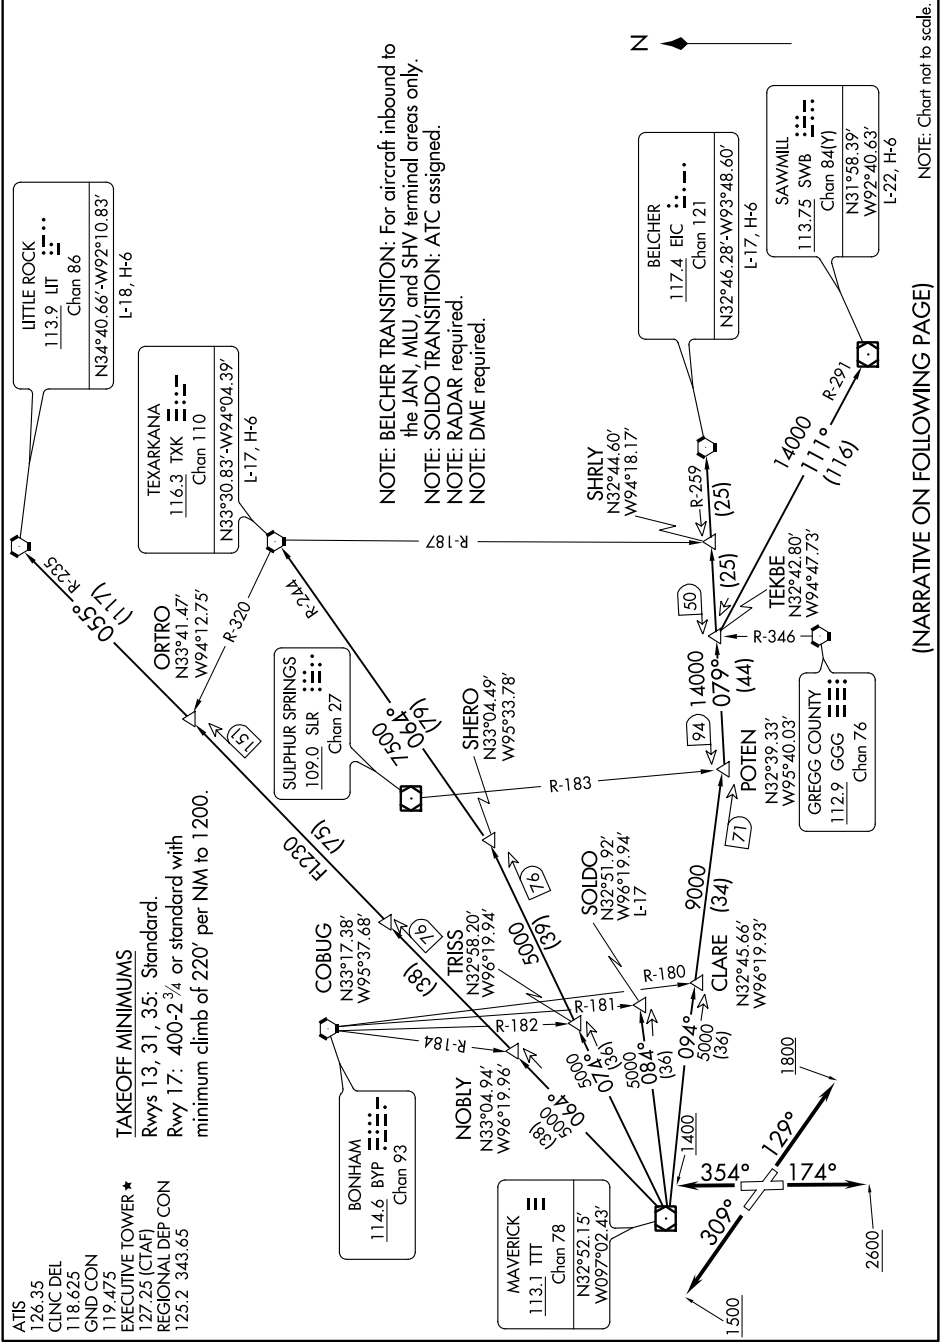 ATIS
126.35
CLNC DEL
118.625
GND CON
119.475
EXECUTIVE TOWER ★
127.25 (CTAF)
REGIONAL DEP CON
125.2 343.65
TAKEOFF MINIMUMS
Rwys 13, 31, 35: Standard.
Rwy 17: 400-2 ¾ or standard with
minimum climb of 220' per NM to 1200.
LITTLE ROCK
113.9 LIT
Chan 86
N34°40.66'-W92°10.83'
L-18, H-6
R-235
055°
(117)
TEXARKANA
116.3 TXK
Chan 110
N33°30.83'-W94°04.39'
L-17, H-6
ORTRO
N33°41.47'
W94°12.75'
R-320
151
R-244
R-187
FL230
(75)
SULPHUR SPRINGS
109.0 SLR
Chan 27
7500
064°
(79)
SHERO
N33°04.49'
W95°33.78'
R-183
COBUG
N33°17.38'
W95°37.68'
76
(38)
76
5000
(39)
TRISS
N32°58.20'
W96°19.94'
SOLDO
N32°51.92'
W96°19.94'
L-17
BONHAM
114.6 BYP
Chan 93
R-184
R-182
R-181
R-180
NOBLY
N33°04.94'
W96°19.96'
064°
5000
(38)
5000
074°
(36)
5000
084°
(36)
094°
5000
(36)
CLARE
N32°45.66'
W96°19.93'
9000
(34)
71
POTEN
N32°39.33'
W95°40.03'
94
14000
079°
(44)
50
TEKBE
N32°42.80'
W94°47.73'
R-346
GREGG COUNTY
112.9 GGG
Chan 76
(25)
SHRLY
N32°44.60'
W94°18.17'
R-259
(25)
BELCHER
117.4 EIC
Chan 121
N32°46.28'-W93°48.60'
L-17, H-6
14000
111°
(116)
R-291
SAWMILL
113.75 SWB
Chan 84(Y)
N31°58.39'
W92°40.63'
L-22, H-6
MAVERICK
113.1 TTT
Chan 78
N32°52.15'
W097°02.43'
354°
1400
129°
1800
174°
2600
309°
1500
N
NOTE: BELCHER TRANSITION: For aircraft inbound to
the JAN, MLU, and SHV terminal areas only.
NOTE: SOLDO TRANSITION: ATC assigned.
NOTE: RADAR required.
NOTE: DME required.
(NARRATIVE ON FOLLOWING PAGE)
NOTE: Chart not to scale.